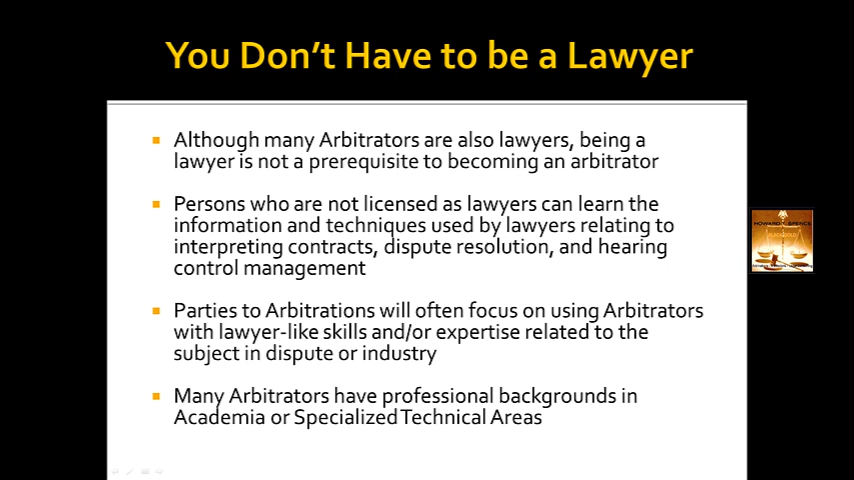 You Don't Have to be a Lawyer
Although many Arbitrators are also lawyers, being a
lawyer is not a prerequisite to becoming an arbitrator
Persons who are not licensed as lawyers can learn the
information and techniques used by lawyers relating to
interpreting contracts, dispute resolution, and hearing
control management
Parties to Arbitrations will often focus on using Arbitrators
with lawyer-like skills and/or expertise related to the
subject in dispute or industry
Many Arbitrators have professional backgrounds in
Academia or Specialized Technical Areas